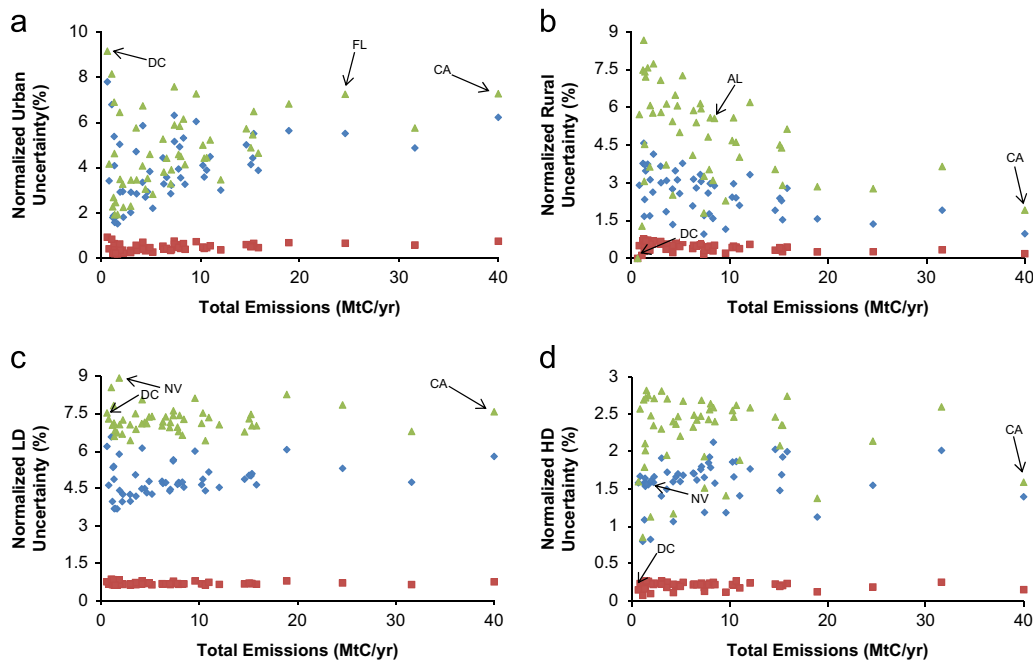 a
Normalized Urban
Uncertainty(%)
10
8
6
4
2
0
DC
FL
CA
0 10 20 30 40
Total Emissions (MtC/yr)
b
Normalized Rural
Uncertainty (%)
9
7.5
6
4.5
3
1.5
0
AL
DC
CA
0 10 20 30 40
Total Emissions (MtC/yr)
c
Normalized LD
Uncertainty (%)
9
7.5
6
4.5
3
1.5
0
NV
DC
CA
0 10 20 30 40
Total Emissions (MtC/yr)
d
Normalized HD
Uncertainty (%)
3
2.5
2
1.5
1
0.5
0
NV
DC
CA
0 10 20 30 40
Total Emissions (MtC/yr)